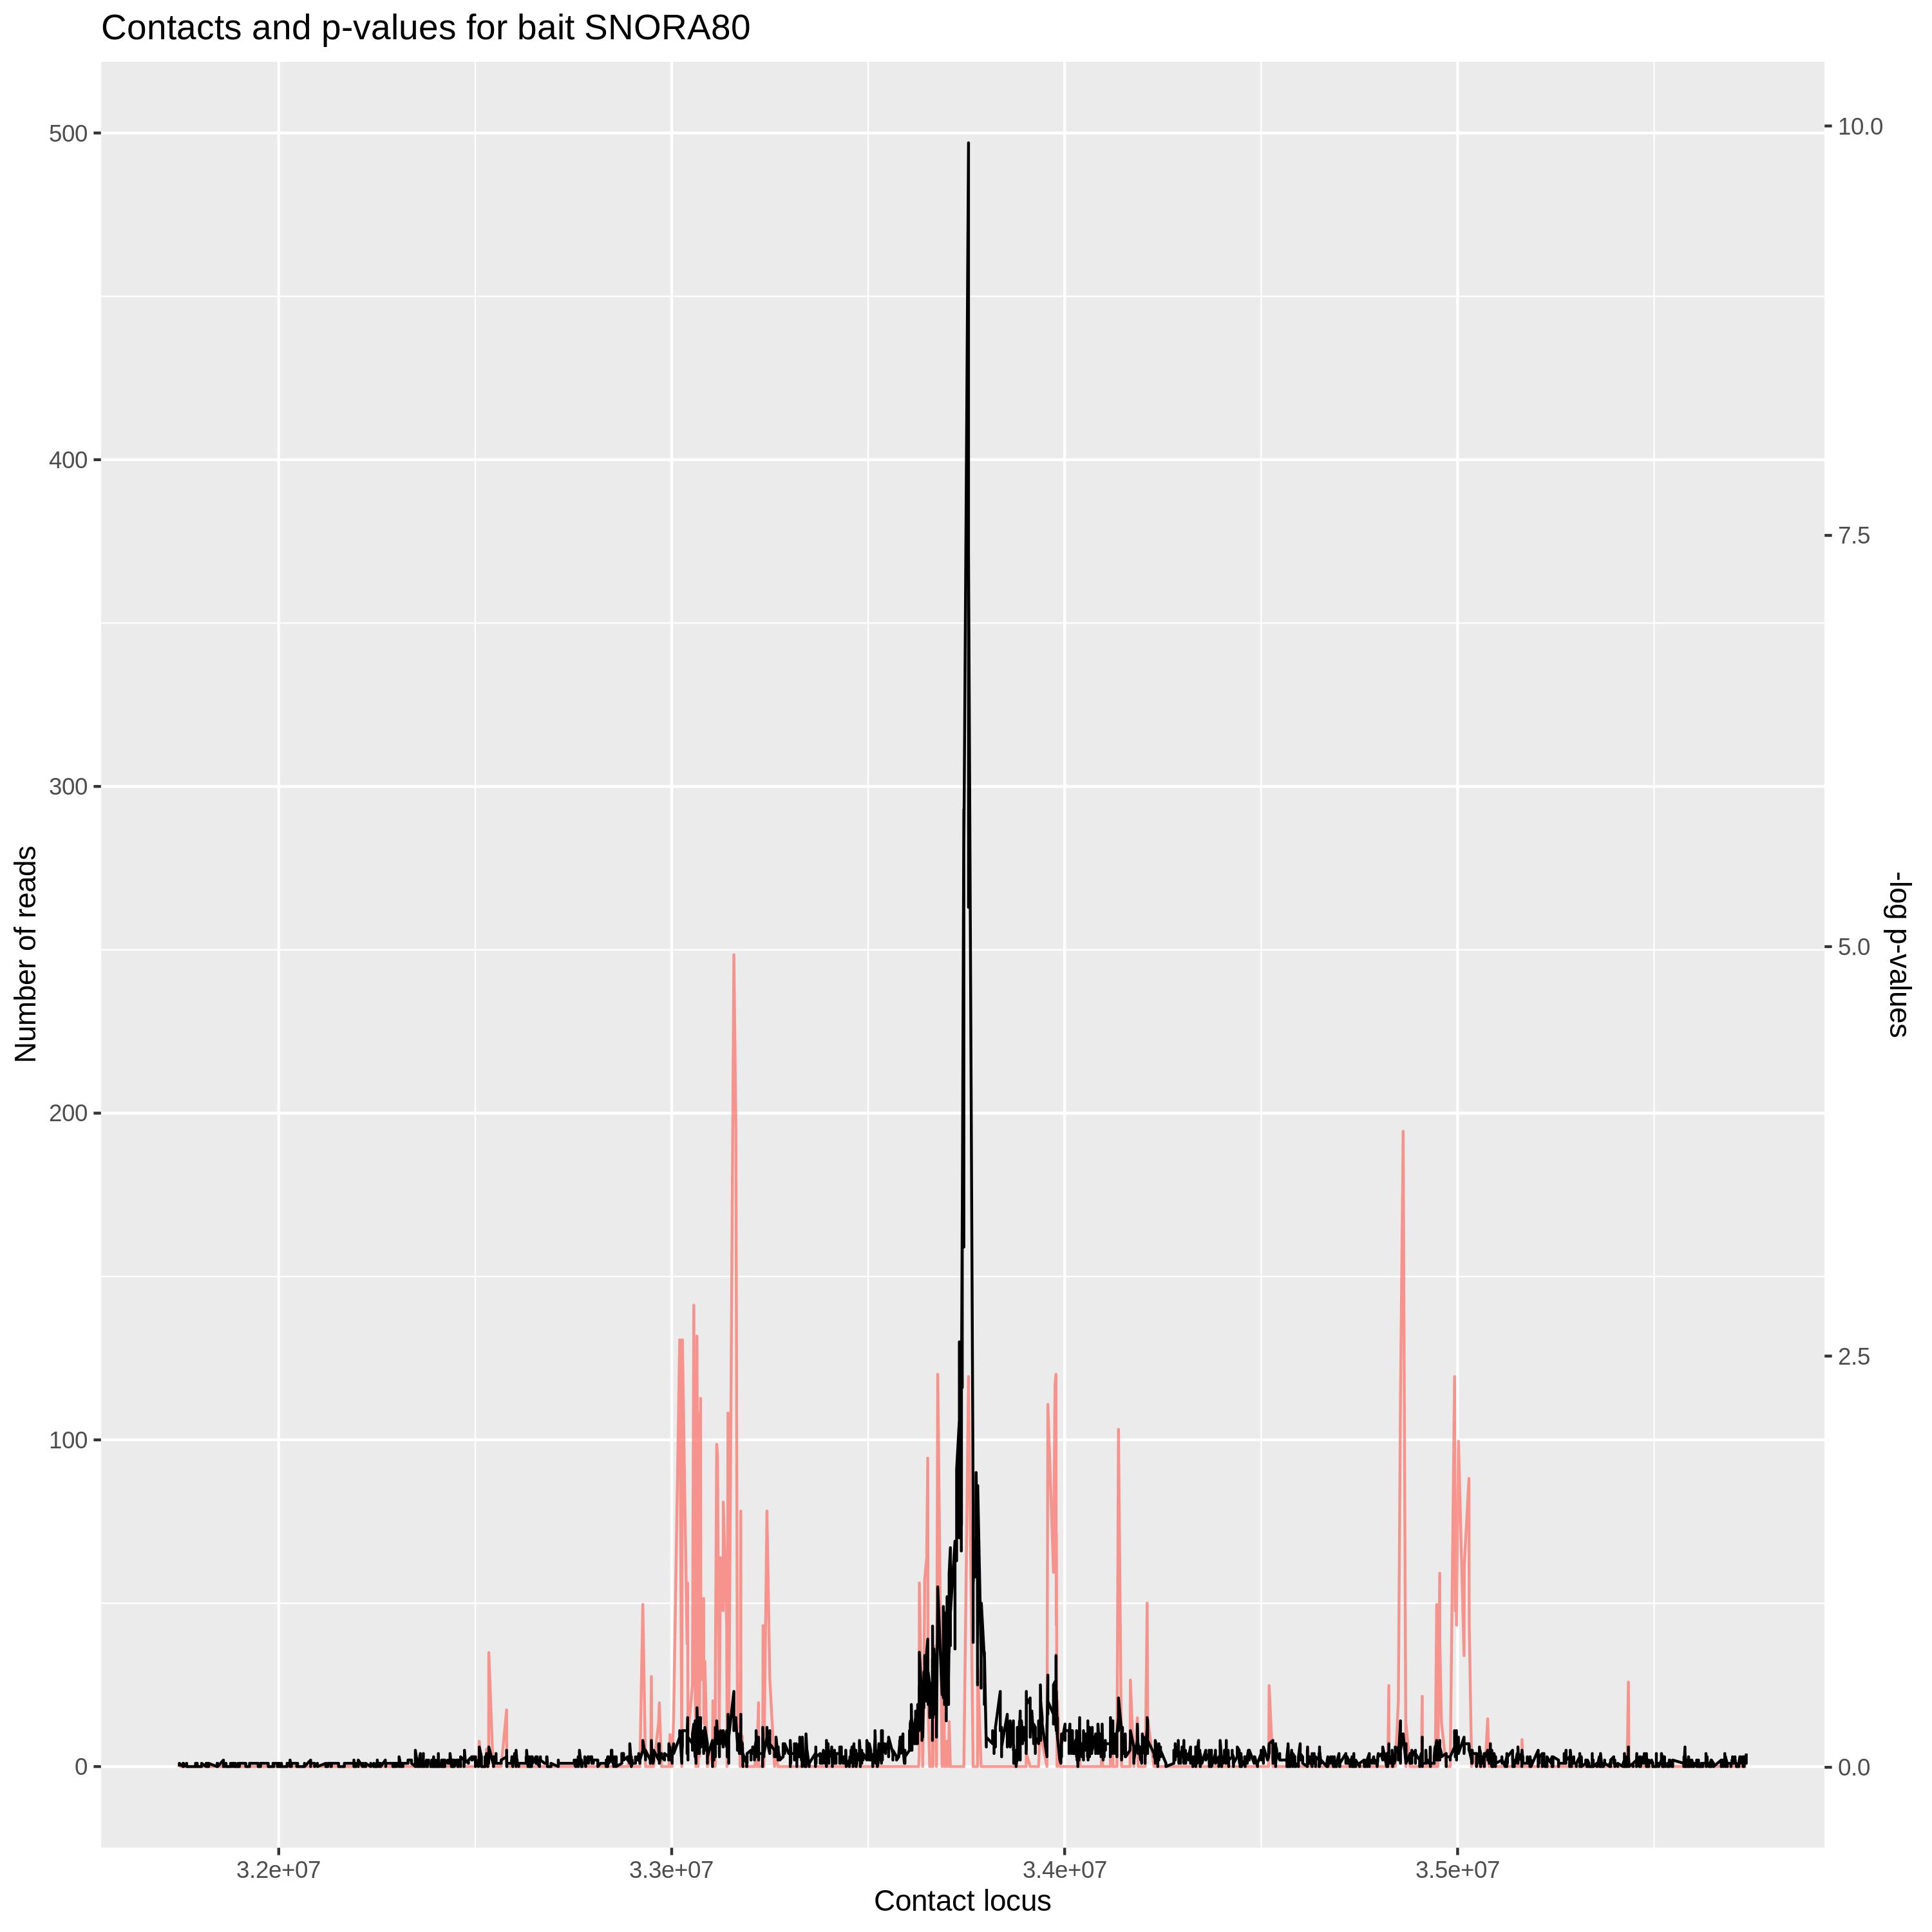 Contacts and p-values for bait SNORA80
500
400
300
200
100
0
Number of reads
10.0
7.5
5.0
2.5
0.0
-log p-values
3.2e+07
3.3e+07
3.4e+07
3.5e+07
Contact locus